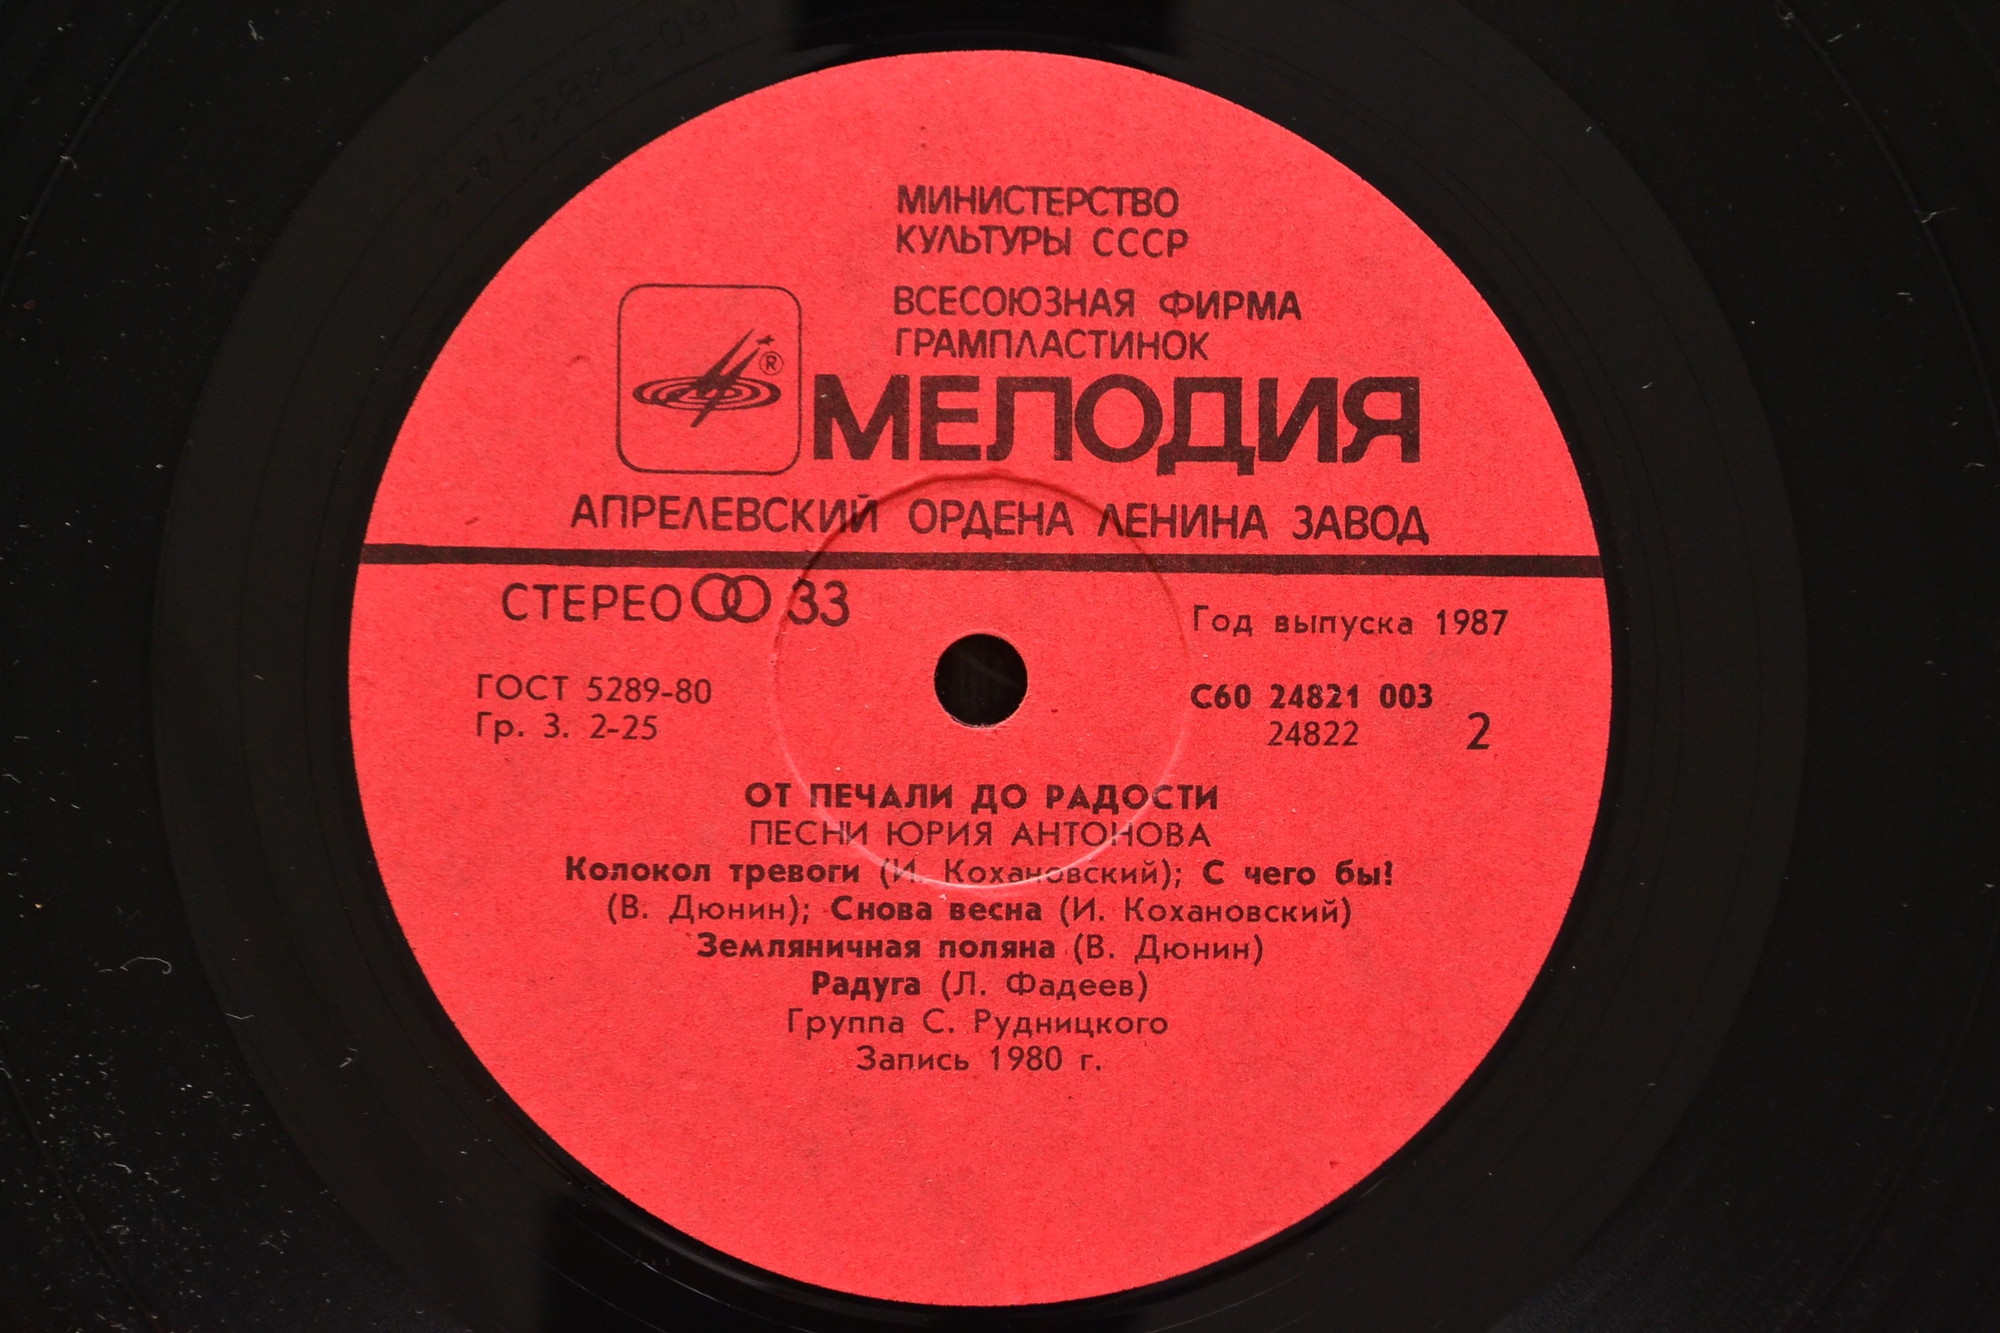 МИНИСТЕРСТВО
КУЛЬТУРЫ СССР
ВСЕСОЮЗНАЯ ФИРМА
ГРАМПЛАСТИНОК
®
МЕЛОДИЯ
АПРЕЛЕВСКИЙ ОРДЕНА ЛЕНИНА ЗАВОД
СТЕРЕО 33
Год выпуска 1987
ГОСТ 5289-80
Гр. 3. 2-25
С60 24821 003
24822
2
ОТ ПЕЧАЛИ ДО РАДОСТИ
ПЕСНИ ЮРИЯ АНТОНОВА
Колокол тревоги (И. Кохановский); С чего бы?
(В. Дюнин); Снова весна (И. Кохановский)
Земляничная поляна (В. Дюнин)
Радуга (Л. Фадеев)
Группа С. Рудницкого
Запись 1980 г.